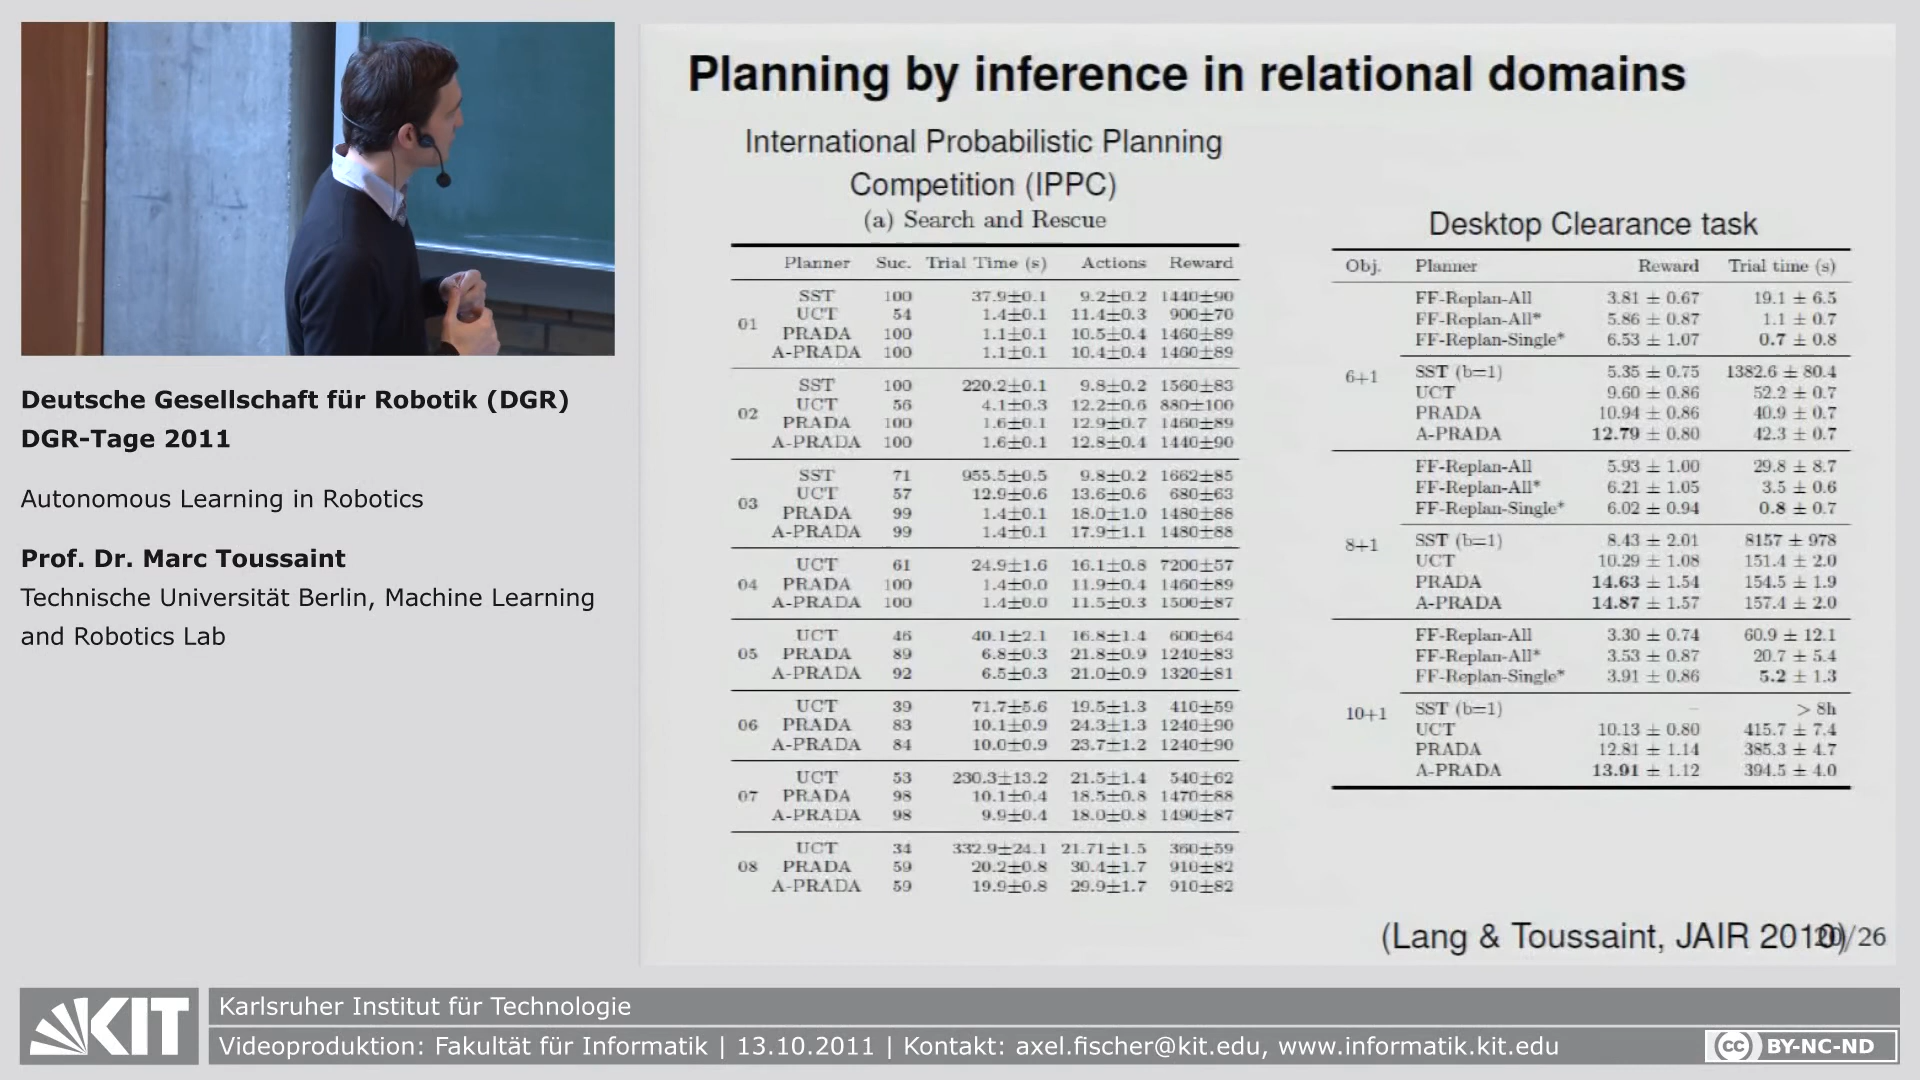 Deutsche Gesellschaft für Robotik (DGR)
DGR-Tage 2011
Autonomous Learning in Robotics
Prof. Dr. Marc Toussaint
Technische Universität Berlin, Machine Learning
and Robotics Lab
Planning by inference in relational domains
International Probabilistic Planning
Competition (IPPC)
(a) Search and Rescue
Planner Suc. Trial Time (s) Actions Reward
SST 100 37.9±0.1 9.2±0.2 1440±90
UCT 54 1.4±0.1 11.4±0.3 900±70
01
PRADA 100 1.1±0.1 10.5±0.4 1460±89
A-PRADA 100 1.1±0.1 10.4±0.4 1460±89
SST 100 220.2±0.1 9.8±0.2 1560±83
UCT 56 4.1±0.3 12.2±0.6 880±100
02
PRADA 100 1.6±0.1 12.9±0.7 1460±89
A-PRADA 100 1.6±0.1 12.8±0.4 1440±90
SST 71 955.5±0.5 9.8±0.2 1662±85
UCT 57 12.9±0.6 13.6±0.6 680±63
03
PRADA 99 1.4±0.1 18.0±1.0 1480±88
A-PRADA 99 1.4±0.1 17.9±1.1 1480±88
UCT 61 24.9±1.6 16.1±0.8 7200±57
04 PRADA 100 1.4±0.0 11.9±0.4 1460±89
A-PRADA 100 1.4±0.0 11.5±0.3 1500±87
UCT 46 40.1±2.1 16.8±1.4 600±64
05 PRADA 89 6.8±0.3 21.8±0.9 1240±83
A-PRADA 92 6.5±0.3 21.0±0.9 1320±81
UCT 39 71.7±5.6 19.5±1.3 410±59
06 PRADA 83 10.1±0.9 24.3±1.3 1240±90
A-PRADA 84 10.0±0.9 23.7±1.2 1240±90
UCT 53 230.3±13.2 21.5±1.4 540±62
07 PRADA 98 10.1±0.4 18.5±0.8 1470±88
A-PRADA 98 9.9±0.4 18.0±0.8 1490±87
UCT 34 332.9±24.1 21.71±1.5 360±59
08 PRADA 59 20.2±0.8 30.4±1.7 910±82
A-PRADA 59 19.9±0.8 29.9±1.7 910±82
Desktop Clearance task
Obj. Planner Reward Trial time (s)
FF-Replan-All 3.81 ± 0.67 19.1 ± 6.5
FF-Replan-All* 5.86 ± 0.87 1.1 ± 0.7
FF-Replan-Single* 6.53 ± 1.07 0.7 ± 0.8
6+1 SST (b=1) 5.35 ± 0.75 1382.6 ± 80.4
UCT 9.60 ± 0.86 52.2 ± 0.7
PRADA 10.94 ± 0.86 40.9 ± 0.7
A-PRADA 12.79 ± 0.80 42.3 ± 0.7
FF-Replan-All 5.93 ± 1.00 29.8 ± 8.7
FF-Replan-All* 6.21 ± 1.05 3.5 ± 0.6
FF-Replan-Single* 6.02 ± 0.94 0.8 ± 0.7
8+1 SST (b=1) 8.43 ± 2.01 8157 ± 978
UCT 10.29 ± 1.08 151.4 ± 2.0
PRADA 14.63 ± 1.54 154.5 ± 1.9
A-PRADA 14.87 ± 1.57 157.4 ± 2.0
FF-Replan-All 3.30 ± 0.74 60.9 ± 12.1
FF-Replan-All* 3.53 ± 0.87 20.7 ± 5.4
FF-Replan-Single* 3.91 ± 0.86 5.2 ± 1.3
10+1 SST (b=1) – > 8h
UCT 10.13 ± 0.80 415.7 ± 7.4
PRADA 12.81 ± 1.14 385.3 ± 4.7
A-PRADA 13.91 ± 1.12 394.5 ± 4.0
(Lang & Toussaint, JAIR 2010) 20/26
KIT
Karlsruher Institut für Technologie
Videoproduktion: Fakultät für Informatik | 13.10.2011 | Kontakt: axel.fischer@kit.edu, www.informatik.kit.edu
cc BY-NC-ND